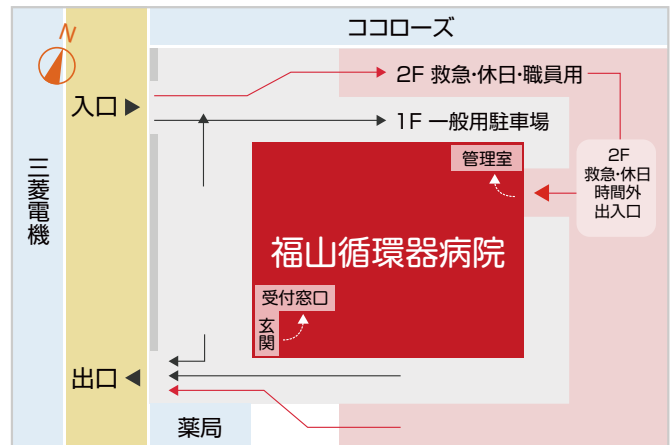 ココローズ
N
2F 救急・休日・職員用
入口
1F 一般用駐車場
管理室
2F
救急・休日
時間外
出入口
三菱電機
福山循環器病院
受付窓口
玄関
出口
薬局